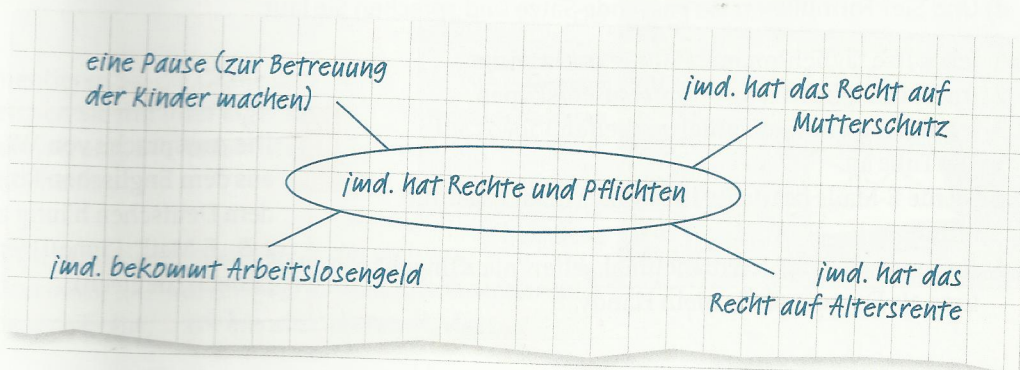 eine Pause (zur Betreuung
der Kinder machen)
jmd. hat das Recht auf
Mutterschutz
jmd. hat Rechte und Pflichten
jmd. bekommt Arbeitslosengeld
jmd. hat das
Recht auf Altersrente